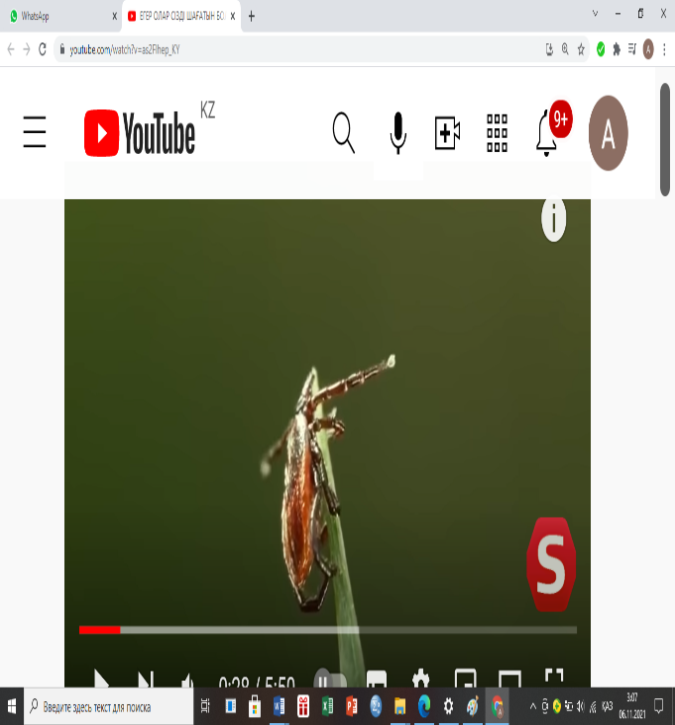 WhatsApp
ЕГЕР ОЛАР СІЗДІ ШАҒАТЫН БОЛ
youtube.com/watch?v=as2Flhep_KY
A
YouTube KZ
9+
A
i
S
0:28 / 5:50
Введите здесь текст для поиска
ҚАЗ
3:07
06.11.2021